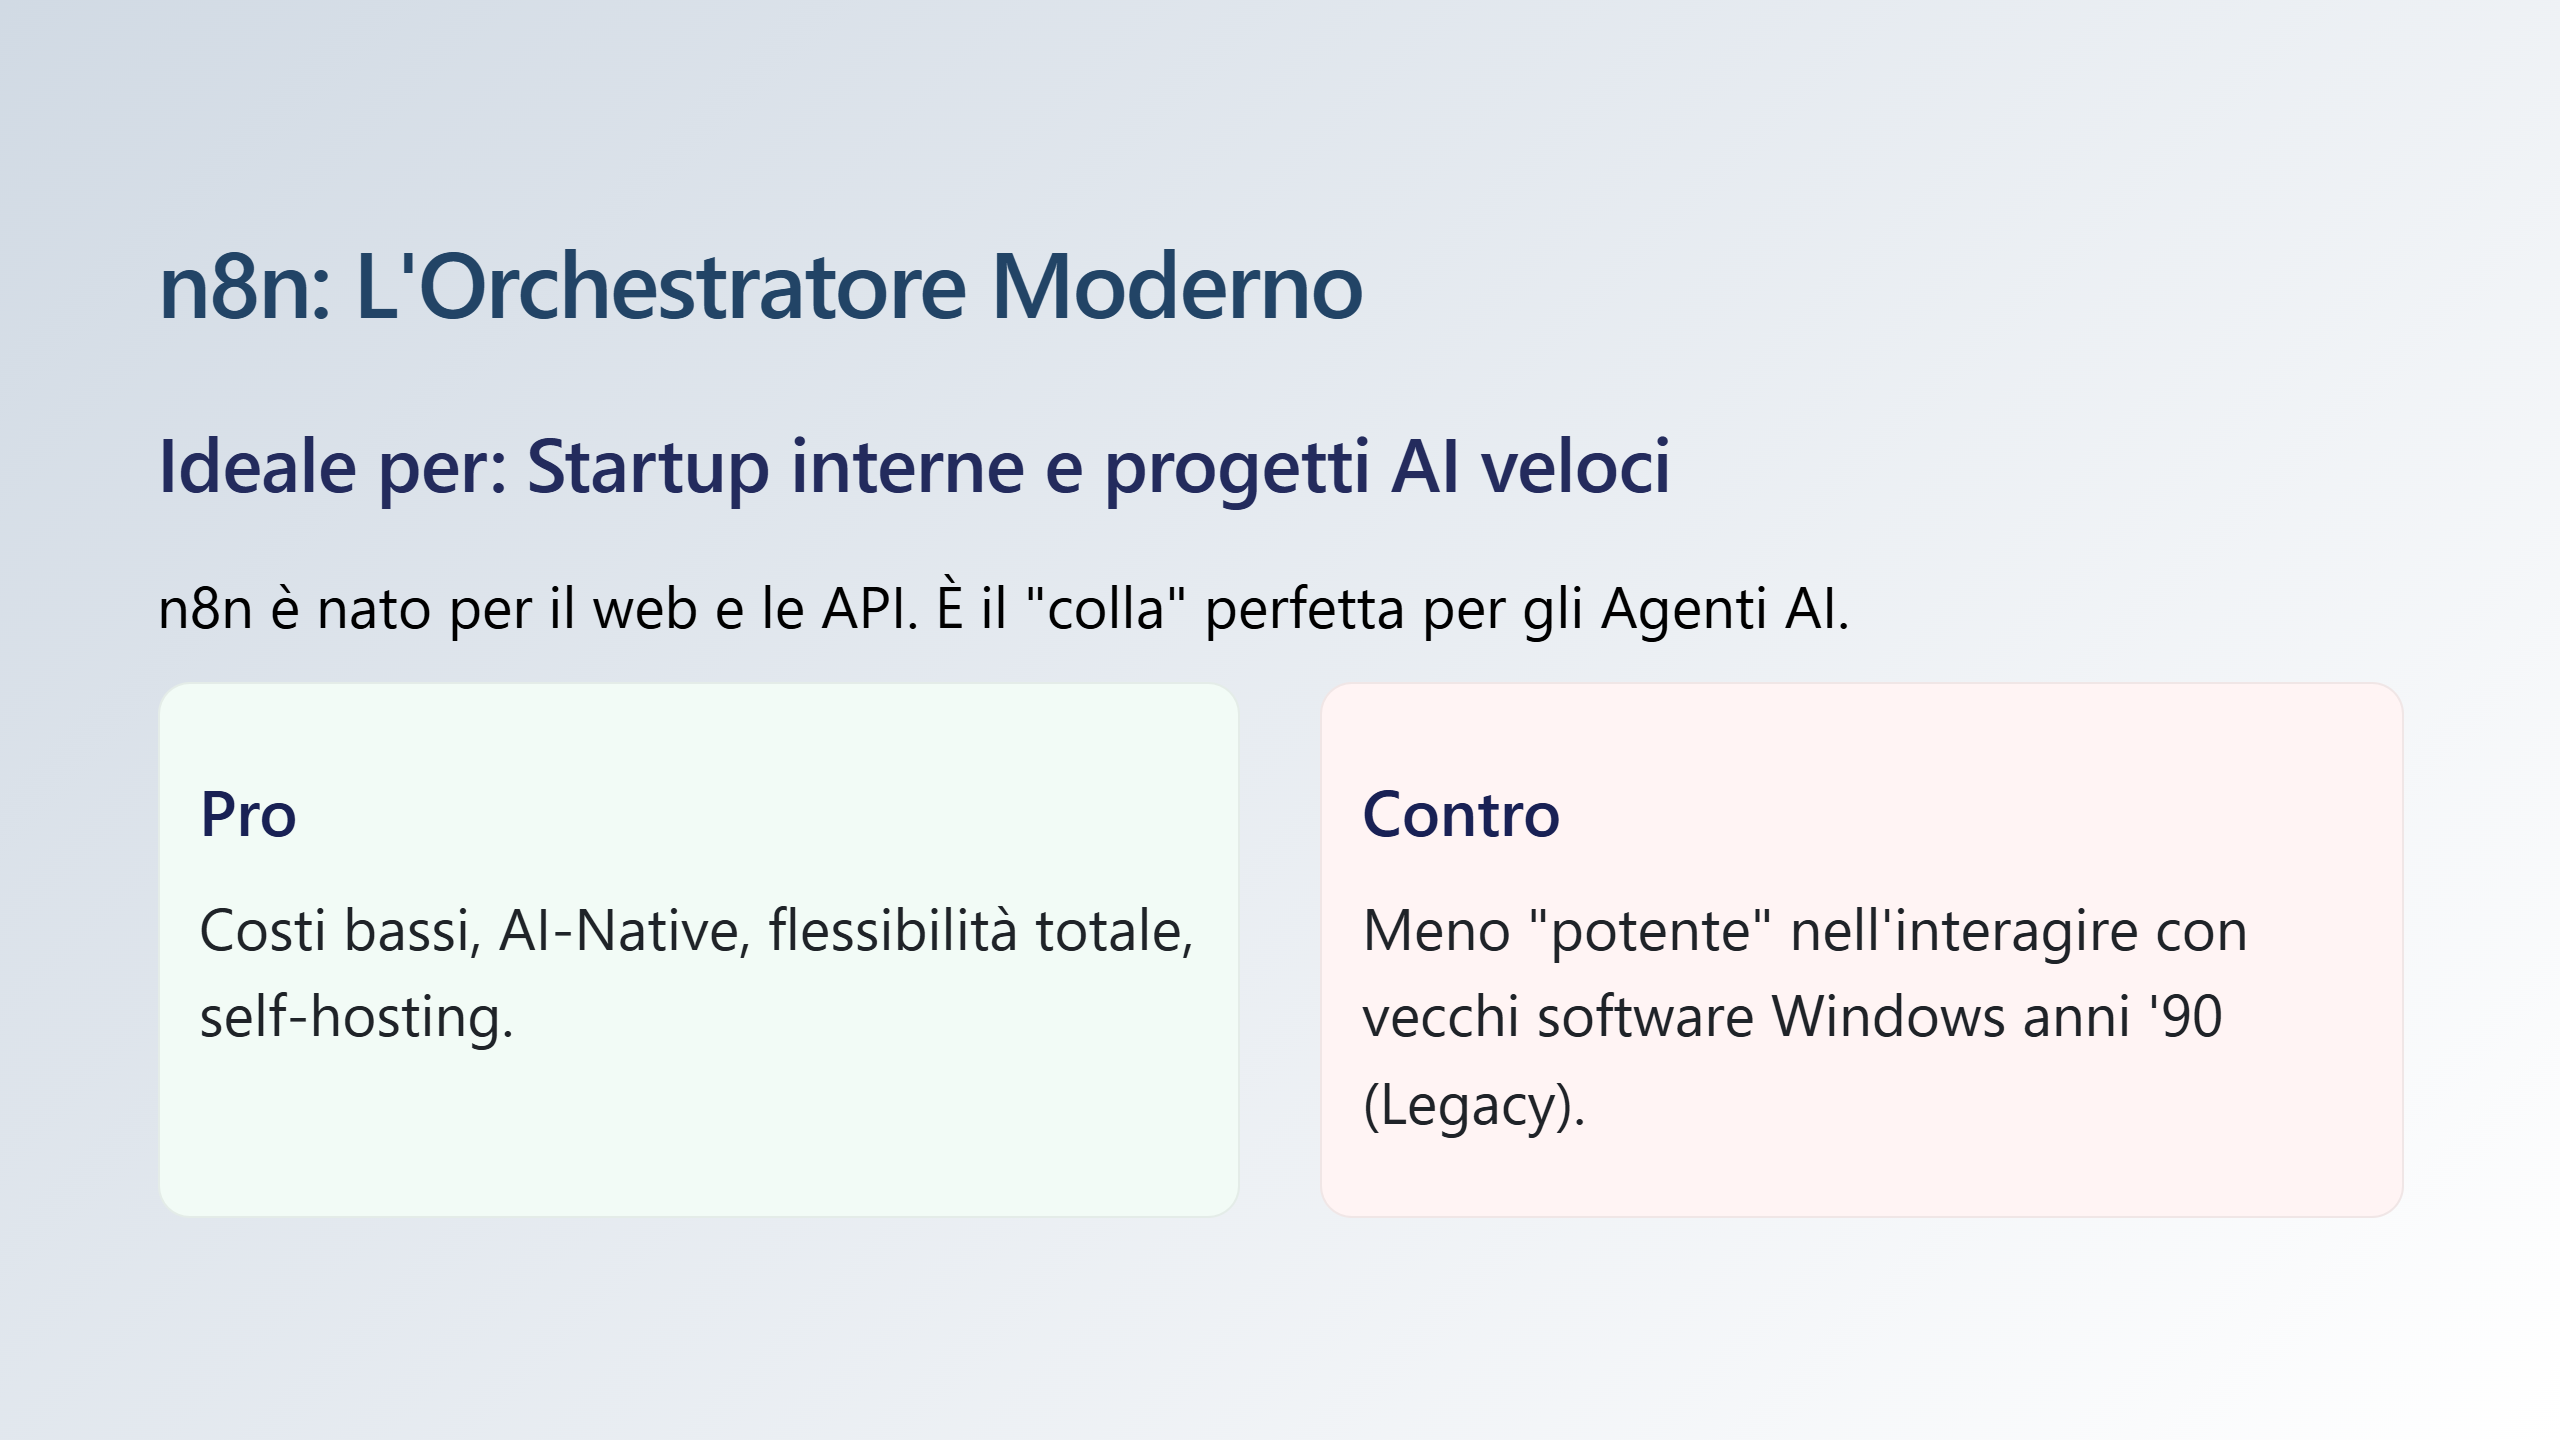 n8n: L'Orchestratore Moderno
Ideale per: Startup interne e progetti AI veloci
n8n è nato per il web e le API. È il "colla" perfetta per gli Agenti AI.
Pro
Costi bassi, AI-Native, flessibilità totale,
self-hosting.
Contro
Meno "potente" nell'interagire con
vecchi software Windows anni '90
(Legacy).